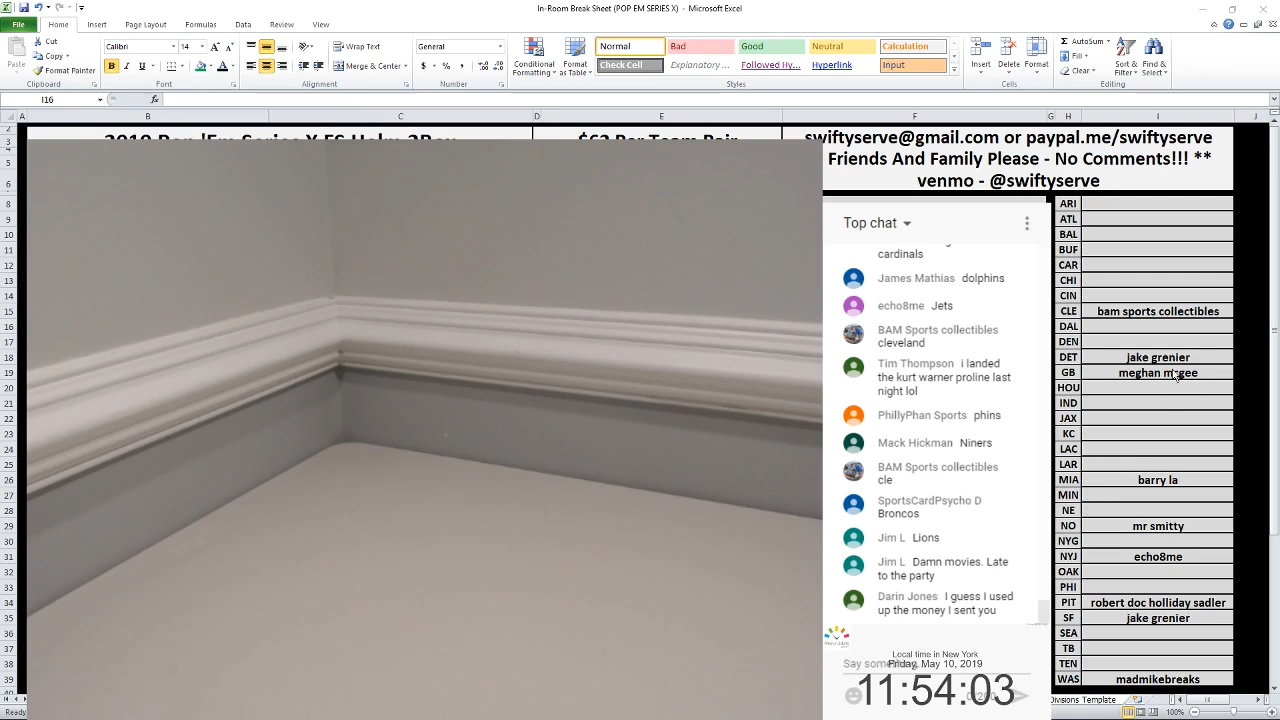 In-Room Break Sheet (POP EM SERIES X) - Microsoft Excel
File Home Insert Page Layout Formulas Data Review View
Cut
Copy
Format Painter
Paste
Clipboard
Calibri 14
Font
Wrap Text
Merge & Center
Alignment
General
Number
Conditional Formatting
Format as Table
Normal Bad Good Neutral Calculation
Check Cell Explanatory ... Followed Hy... Hyperlink Input
Styles
Insert Delete Format
Cells
AutoSum
Fill
Clear
Sort & Filter
Find & Select
Editing
I16
A B C D E F G H I J
$62 Per Team Pair
swiftyserve@gmail.com or paypal.me/swiftyserve
Friends And Family Please - No Comments!!! **
venmo - @swiftyserve
Top chat
cardinals
James Mathias dolphins
echo8me Jets
BAM Sports collectibles
cleveland
Tim Thompson i landed
the kurt warner proline last
night lol
PhillyPhan Sports phins
Mack Hickman Niners
BAM Sports collectibles
cle
SportsCardPsycho D
Broncos
Jim L Lions
Jim L Damn movies. Late
to the party
Darin Jones I guess I used
up the money I sent you
Local time in New York
Friday, May 10, 2019
11:54:03
ARI
ATL
BAL
BUF
CAR
CHI
CIN
CLE bam sports collectibles
DAL
DEN
DET jake grenier
GB meghan mcgee
HOU
IND
JAX
KC
LAC
LAR
MIA barry la
MIN
NE
NO mr smitty
NYG
NYJ echo8me
OAK
PHI
PIT robert doc holliday sadler
SF jake grenier
SEA
TB
TEN
WAS madmikebreaks
Divisions Template
Ready
100%